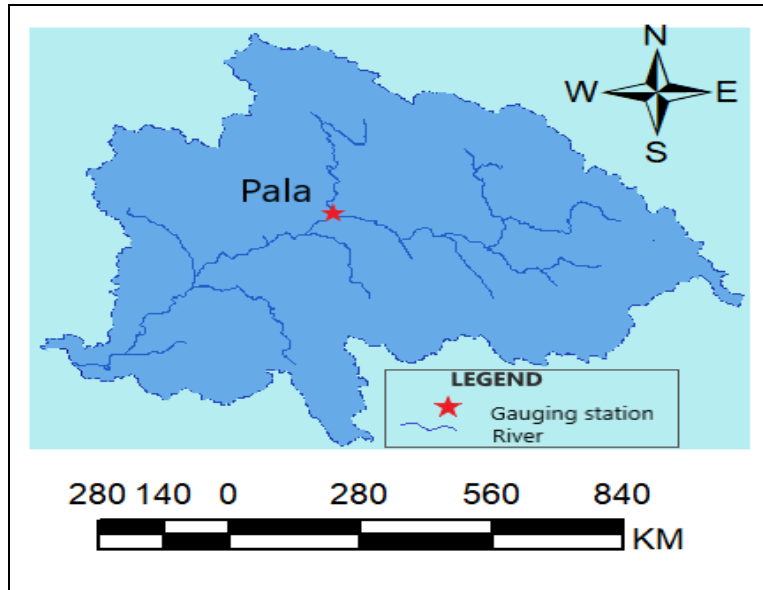 N
W E
S
Pala
LEGEND
Gauging station
River
280 140 0 280 560 840
KM